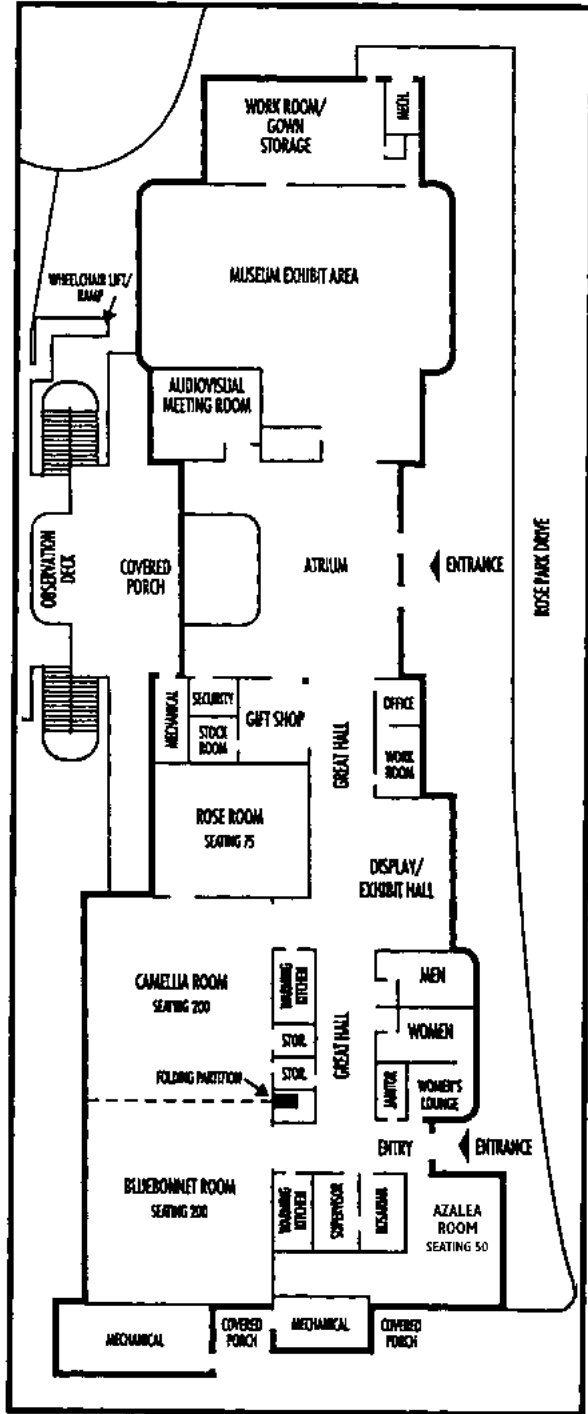 WORK ROOM/
GOWN
STORAGE
MECH.
MUSEUM EXHIBIT AREA
WHEELCHAIR LIFT/
RAMP
AUDIOVISUAL
MEETING ROOM
OBSERVATION
DECK
COVERED
PORCH
ATRIUM
ENTRANCE
ROSE PARK DRIVE
MECHANICAL
SECURITY
STOCK
ROOM
GIFT SHOP
GREAT HALL
OFFICE
WORK
ROOM
ROSE ROOM
SEATING 75
DISPLAY/
EXHIBIT HALL
CAMELLIA ROOM
SEATING 200
WARMING
KITCHEN
STOR.
STOR.
GREAT HALL
MEN
WOMEN
JANITOR
WOMEN'S
LOUNGE
FOLDING PARTITION
ENTRY
ENTRANCE
BLUEBONNET ROOM
SEATING 200
WARMING
KITCHEN
SUPERVISOR
ROSARIAN
AZALEA
ROOM
SEATING 50
MECHANICAL
COVERED
PORCH
MECHANICAL
COVERED
PORCH